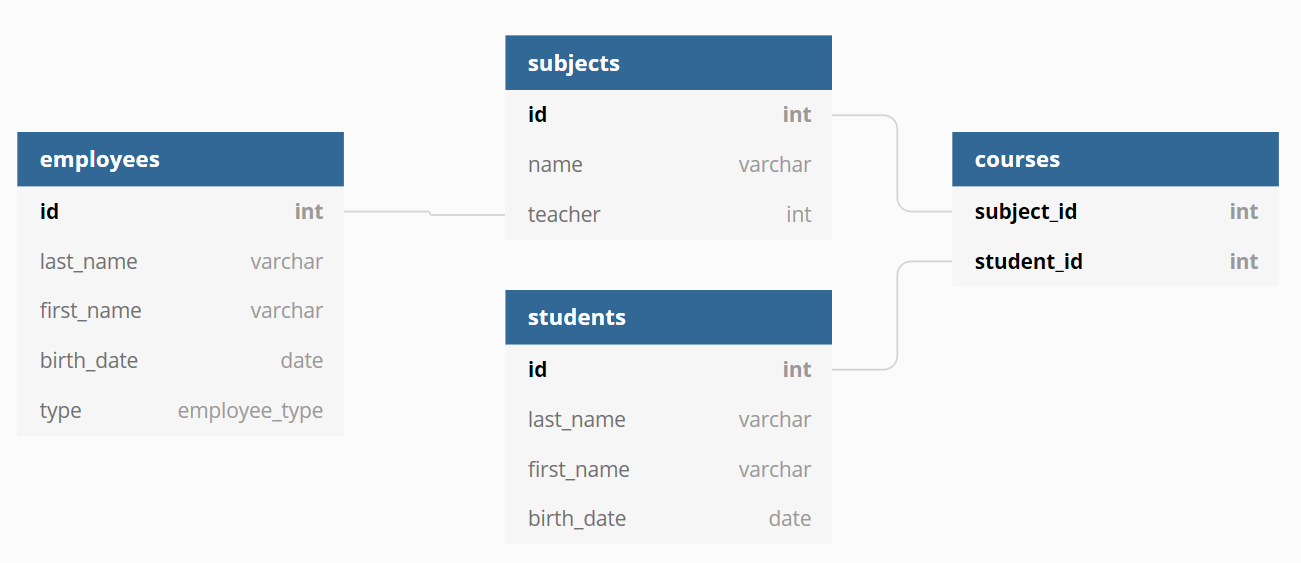 employees
id int
last_name varchar
first_name varchar
birth_date date
type employee_type
subjects
id int
name varchar
teacher int
students
id int
last_name varchar
first_name varchar
birth_date date
courses
subject_id int
student_id int